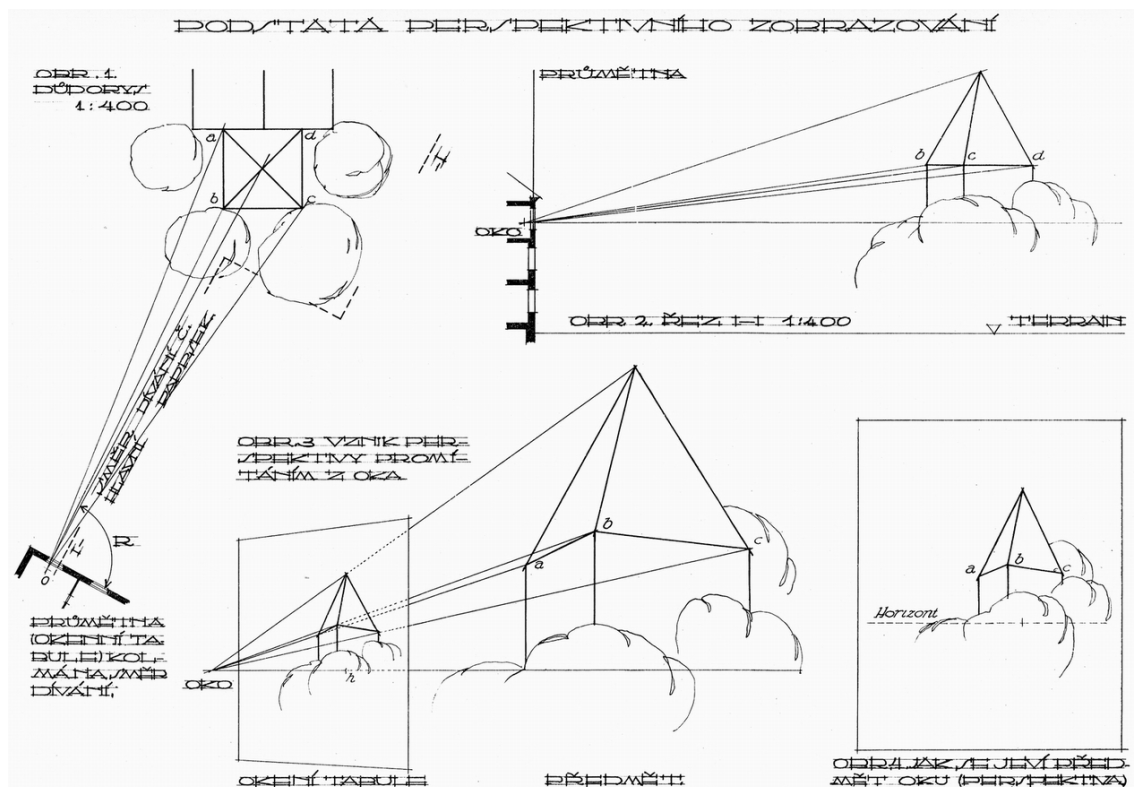 PODSTATA PERSPEKTIVNÍHO ZOBRAZOVÁNÍ
OBR. 1
PŮDORYS
1:400
a
d
b
c
I
SMĚR DÍVÁNÍ Č.
HLAVNÍ PAPRSEK.
I
R
O
PRŮMĚTNA
(OKENNÍ TA-
BULE) KOL-
MÁ NA SMĚR
DÍVÁNÍ.
PRŮMĚTNA
b
c
d
OKO
OBR. 2. ŘEZ I-I 1:400
TERRAIN
OBR.3 VZNIK PER-
SPEKTIVY PROMÍ-
TÁNÍM Z OKA
b
a
c
h
OKO
OKENÍ TABULE
PŘEDMĚT
a
b
c
Horizont
OBR.4 JAK SE JEVÍ PŘED-
MĚT OKU (PERSPEKTIVA)